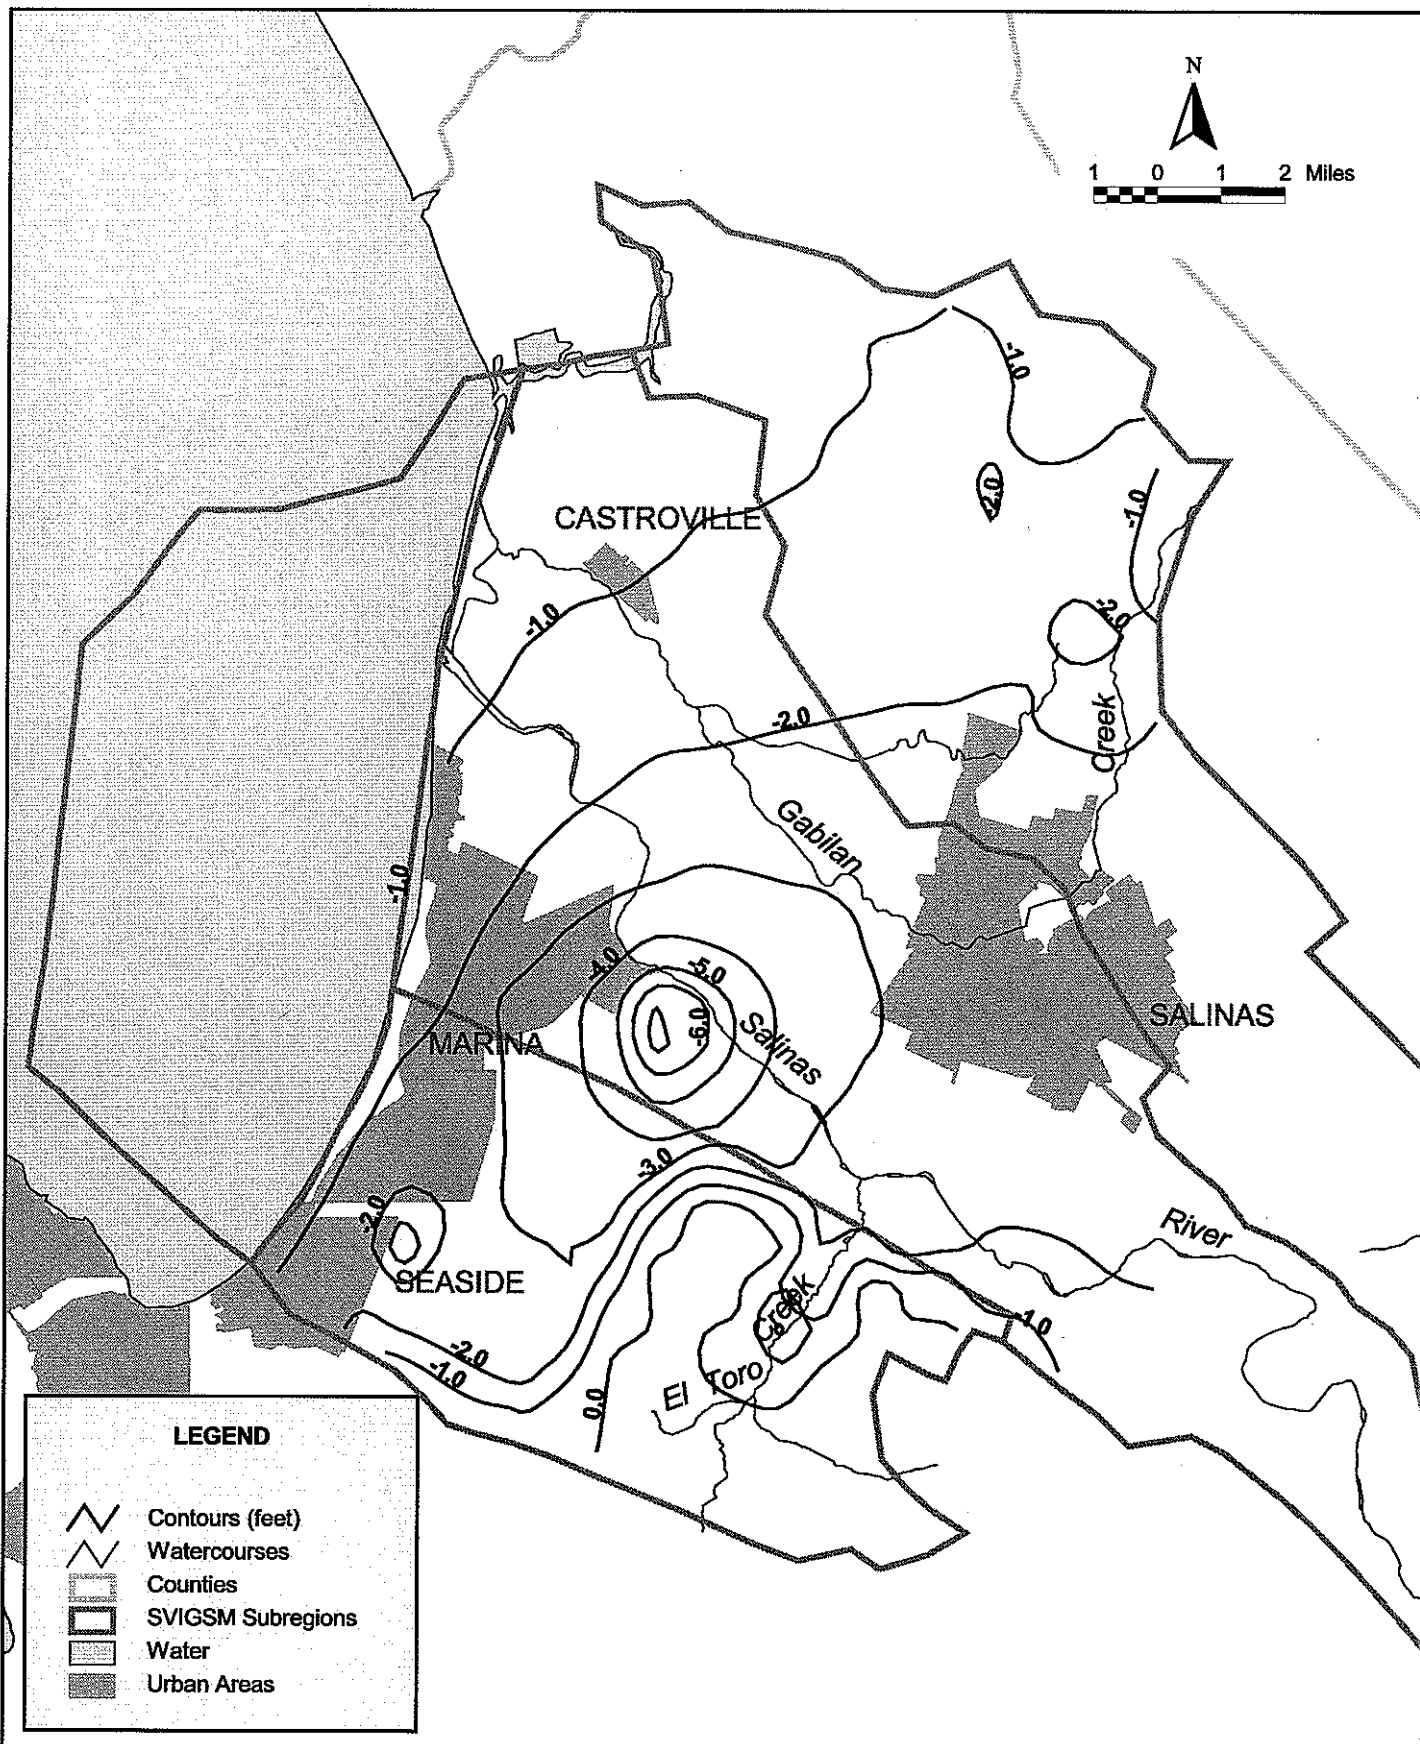 N
1 0 1 2 Miles
-1.0
-2.0
-1.0
CASTROVILLE
-1.0
-2.0
-2.0
Creek
Gabilan
-1.0
-4.0
-5.0
-6.0
Salinas
SALINAS
MARINA
-3.0
-2.0
River
SEASIDE
Creek
-1.0
-2.0
-1.0
El Toro
0.0
LEGEND
Contours (feet)
Watercourses
Counties
SVIGSM Subregions
Water
Urban Areas